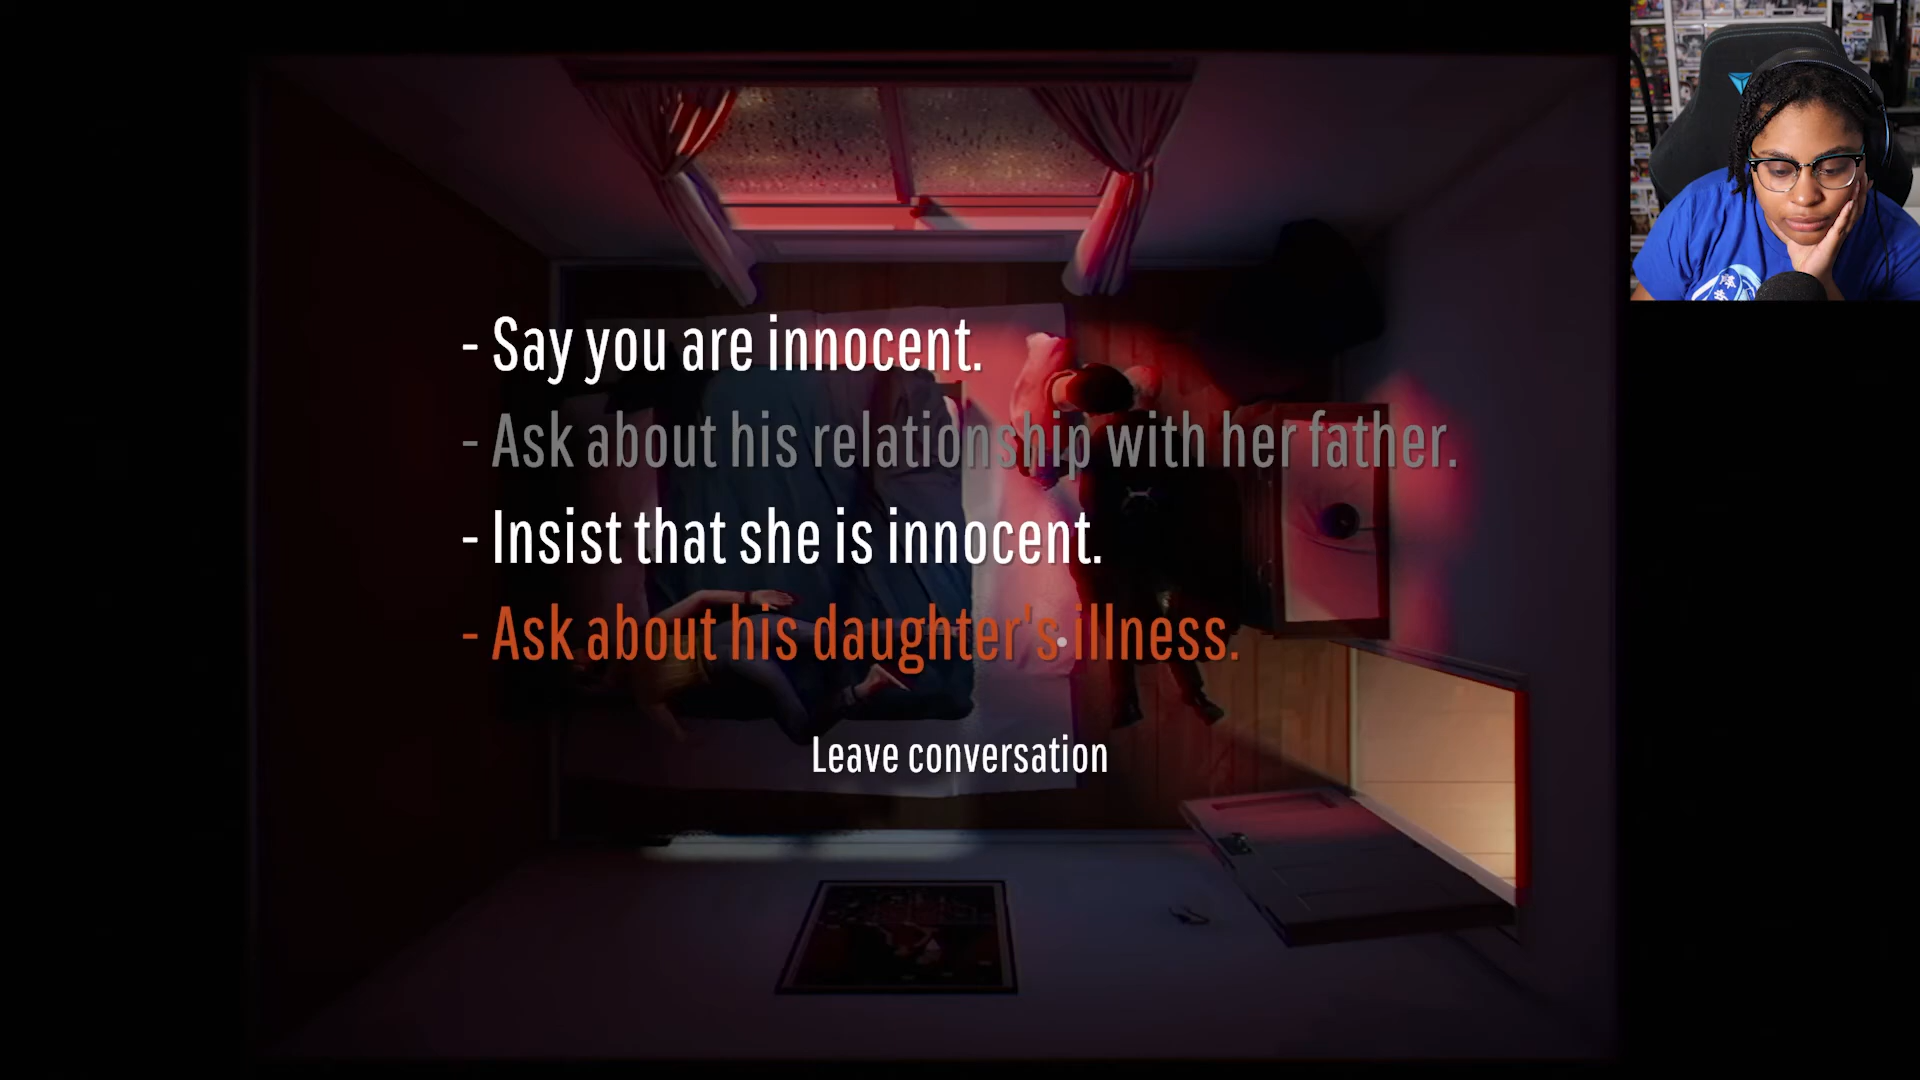 - Say you are innocent.
- Ask about his relationship with her father.
- Insist that she is innocent.
- Ask about his daughter's illness.
Leave conversation